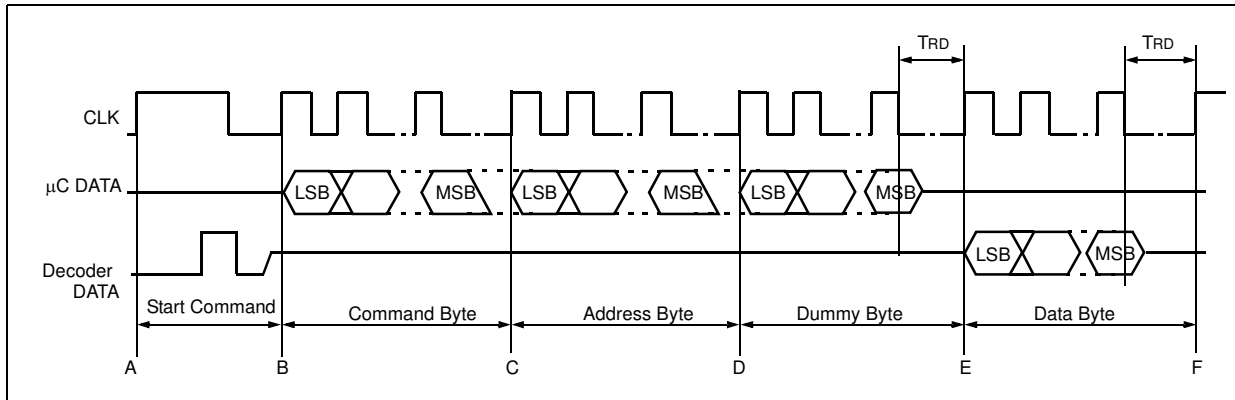 TRD TRD
CLK
µC DATA LSB MSB LSB MSB LSB MSB
Decoder DATA LSB MSB
Start Command Command Byte Address Byte Dummy Byte Data Byte
A B C D E F